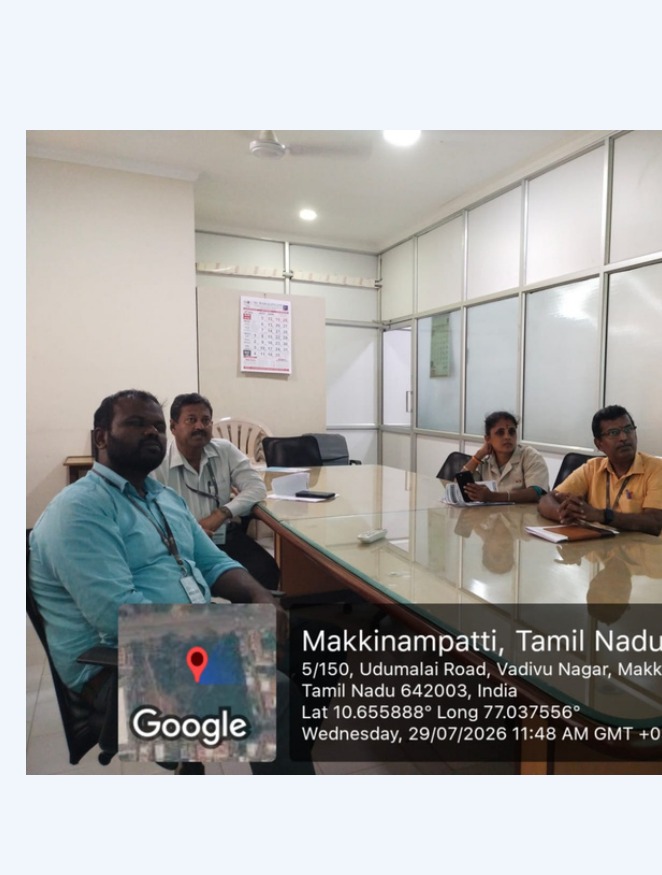 Google
Makkinampatti, Tamil Nadu
5/150, Udumalai Road, Vadivu Nagar, Makk
Tamil Nadu 642003, India
Lat 10.655888° Long 77.037556°
Wednesday, 29/07/2026 11:48 AM GMT +0